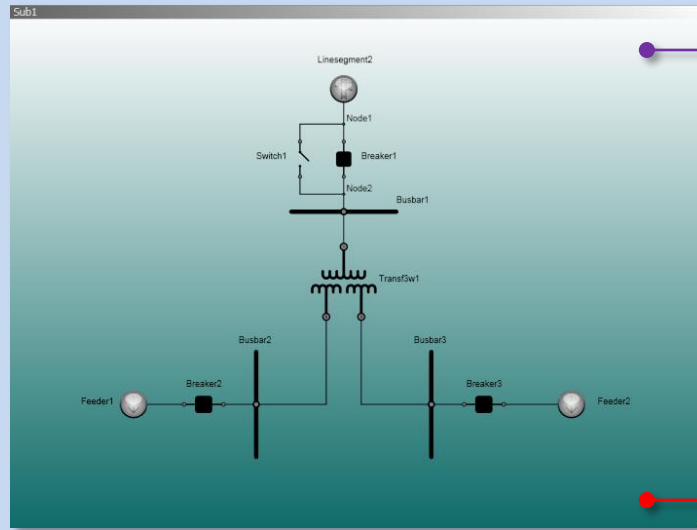 Sub1
Linesegment2
Node1
Switch1
Breaker1
Node2
Busbar1
Transf3w1
Busbar2
Busbar3
Breaker2
Breaker3
Feeder1
Feeder2